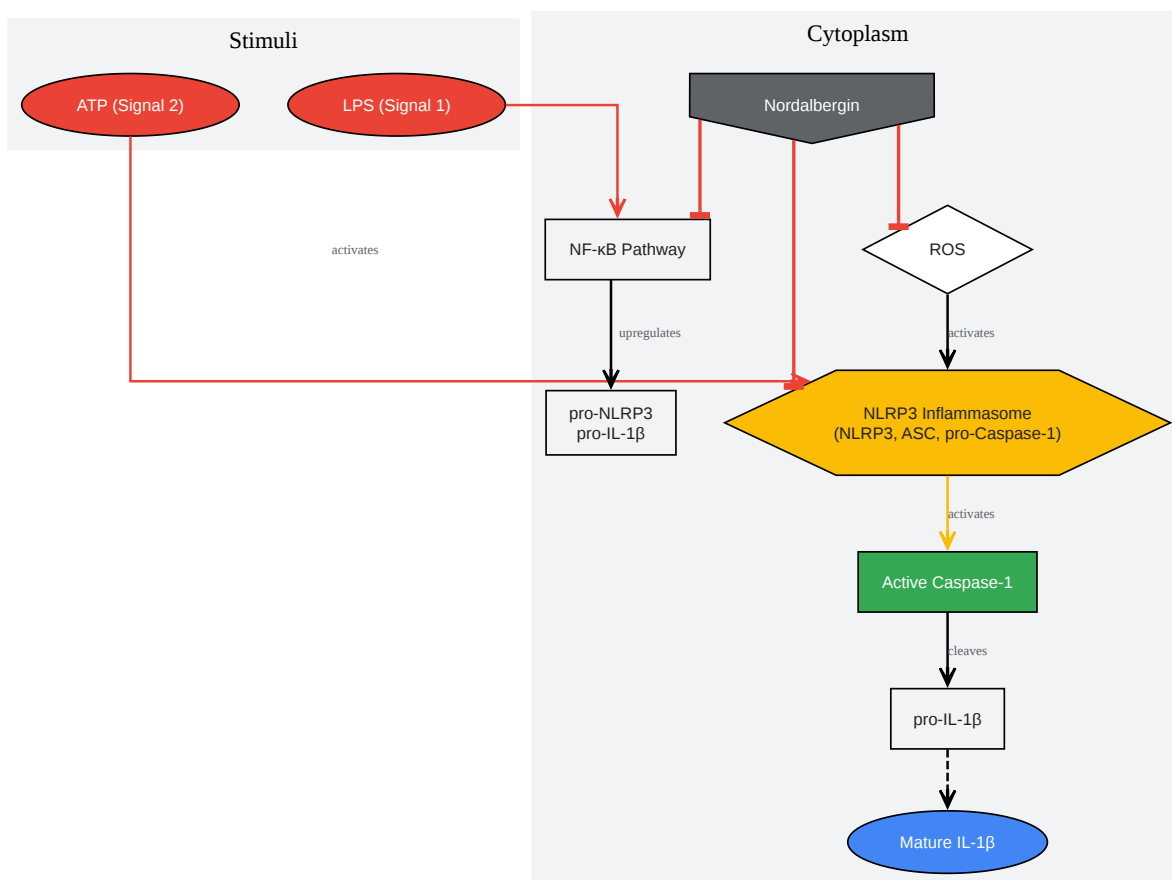 Stimuli
Cytoplasm
ATP (Signal 2)
LPS (Signal 1)
Nordalbergin
activates
NF-κB Pathway
ROS
upregulates
activates
pro-NLRP3
pro-IL-1β
NLRP3 Inflammasome
(NLRP3, ASC, pro-Caspase-1)
activates
Active Caspase-1
cleaves
pro-IL-1β
Mature IL-1β